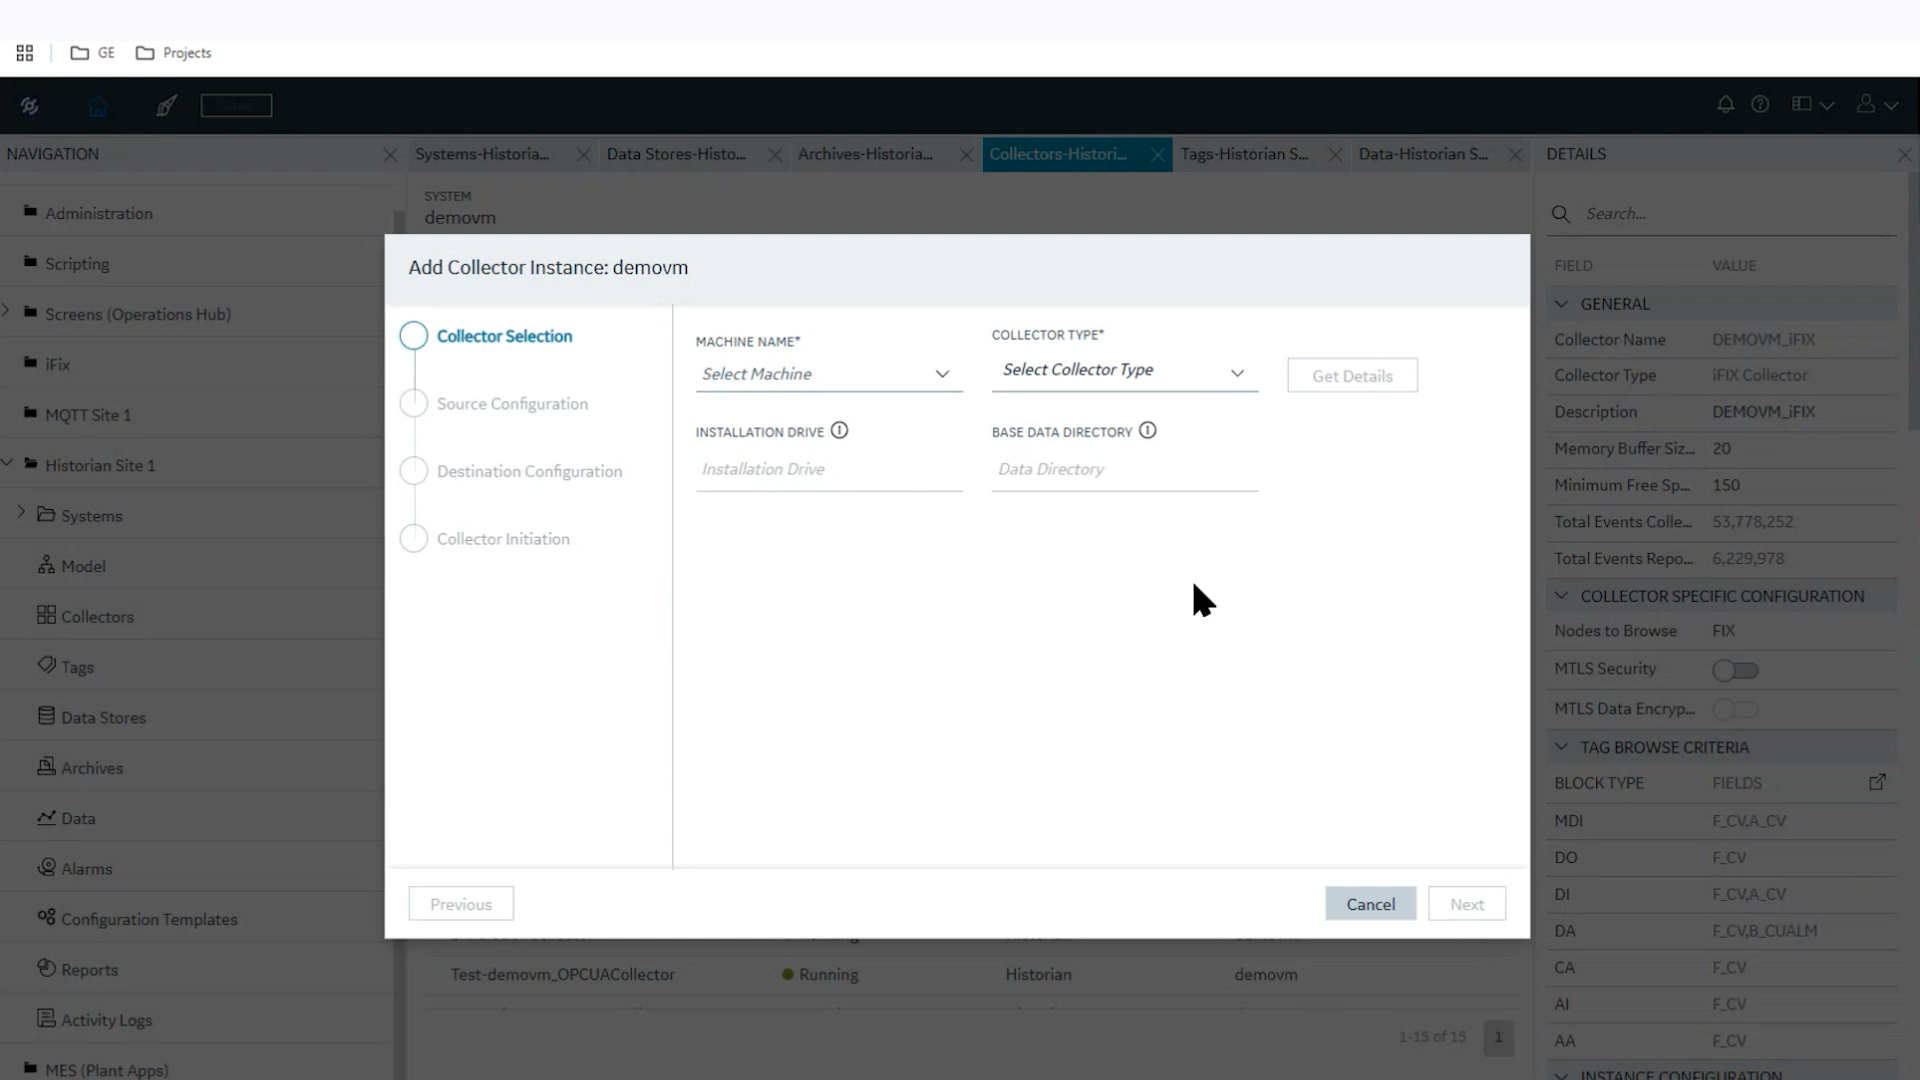 GE Projects
NAVIGATION
Systems-Historia...
Data Stores-Histo...
Archives-Historia...
Collectors-Histori...
Tags-Historian S...
Data-Historian S...
DETAILS
Administration
Scripting
Screens (Operations Hub)
iFix
MQTT Site 1
Historian Site 1
Systems
Model
Collectors
Tags
Data Stores
Archives
Data
Alarms
Configuration Templates
Reports
Activity Logs
MES (Plant Apps)
SYSTEM
demovm
Add Collector Instance: demovm
Collector Selection
Source Configuration
Destination Configuration
Collector Initiation
MACHINE NAME*
Select Machine
COLLECTOR TYPE*
Select Collector Type
Get Details
INSTALLATION DRIVE
Installation Drive
BASE DATA DIRECTORY
Data Directory
Previous
Cancel
Next
Test-demovm_OPCUACollector Running Historian demovm
1-15 of 15 1
Search...
FIELD VALUE
GENERAL
Collector Name DEMOVM_iFIX
Collector Type iFIX Collector
Description DEMOVM_iFIX
Memory Buffer Siz... 20
Minimum Free Sp... 150
Total Events Colle... 53,778,252
Total Events Repo... 6,229,978
COLLECTOR SPECIFIC CONFIGURATION
Nodes to Browse FIX
MTLS Security
MTLS Data Encryp...
TAG BROWSE CRITERIA
BLOCK TYPE FIELDS
MDI F_CV,A_CV
DO F_CV
DI F_CV,A_CV
DA F_CV,B_CUALM
CA F_CV
AI F_CV
AA F_CV
INSTANCE CONFIGURATION